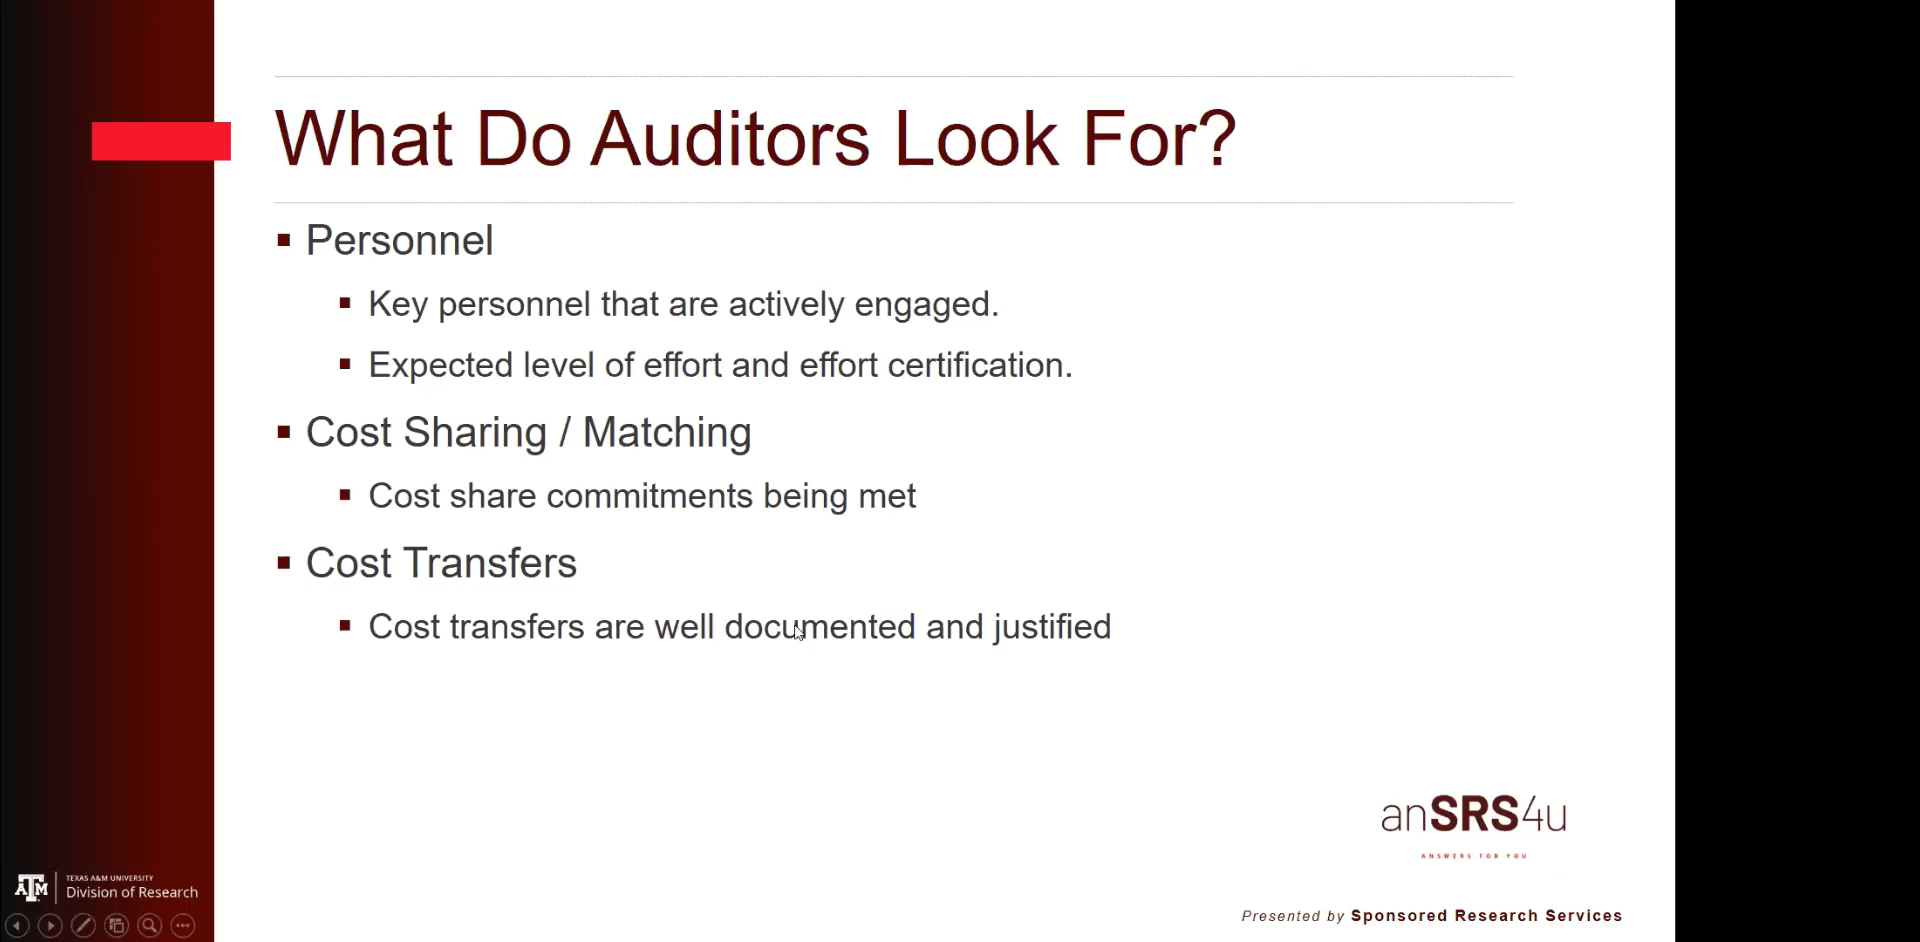 What Do Auditors Look For?
Personnel
Key personnel that are actively engaged.
Expected level of effort and effort certification.
Cost Sharing / Matching
Cost share commitments being met
Cost Transfers
Cost transfers are well documented and justified
anSRS4u
ANSWERS FOR YOU
ATM
TEXAS A&M UNIVERSITY
Division of Research
Presented by Sponsored Research Services